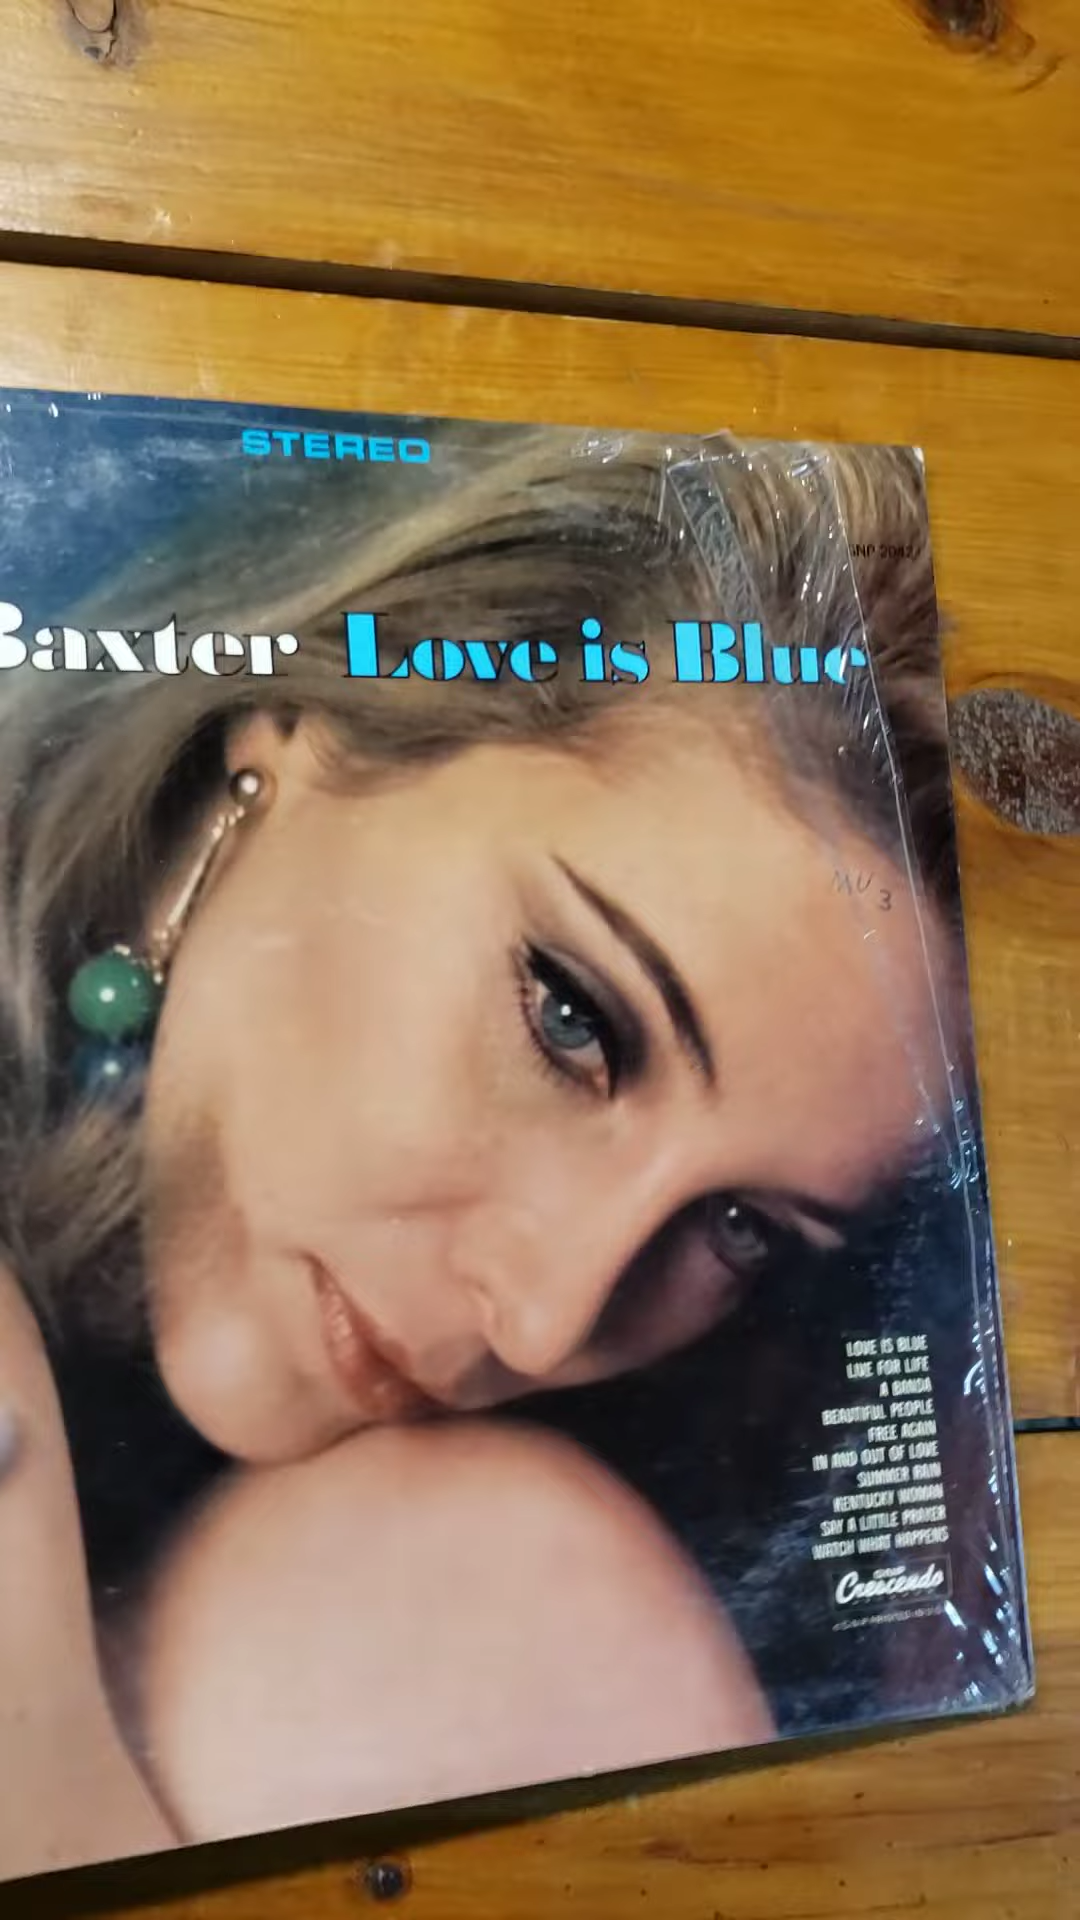 STEREO
Baxter Love is Blue
MU 3
LOVE IS BLUE
LIVE FOR LIFE
A BANDA
BEAUTIFUL PEOPLE
FREE AGAIN
IN AND OUT OF LOVE
SUMMER RAIN
KENTUCKY WOMAN
SAY A LITTLE PRAYER
WATCH WHAT HAPPENS
GNP
Crescendo